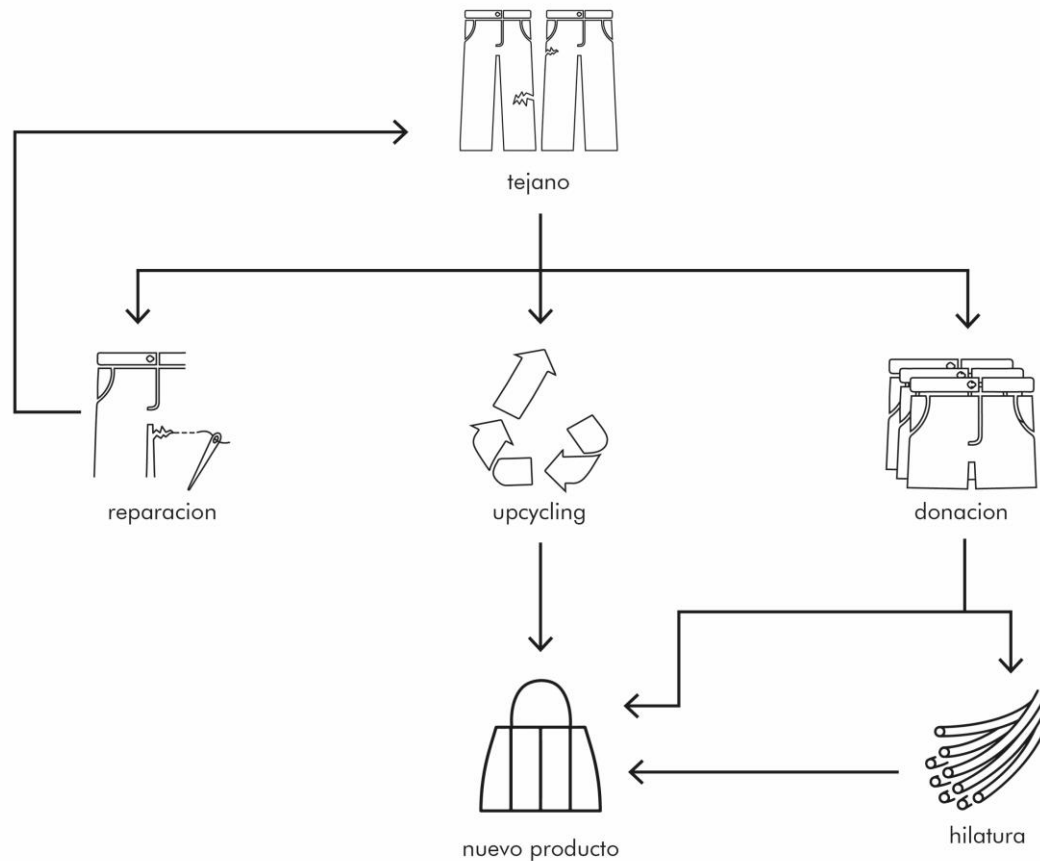 tejano
reparacion
upcycling
donacion
hilatura
nuevo producto